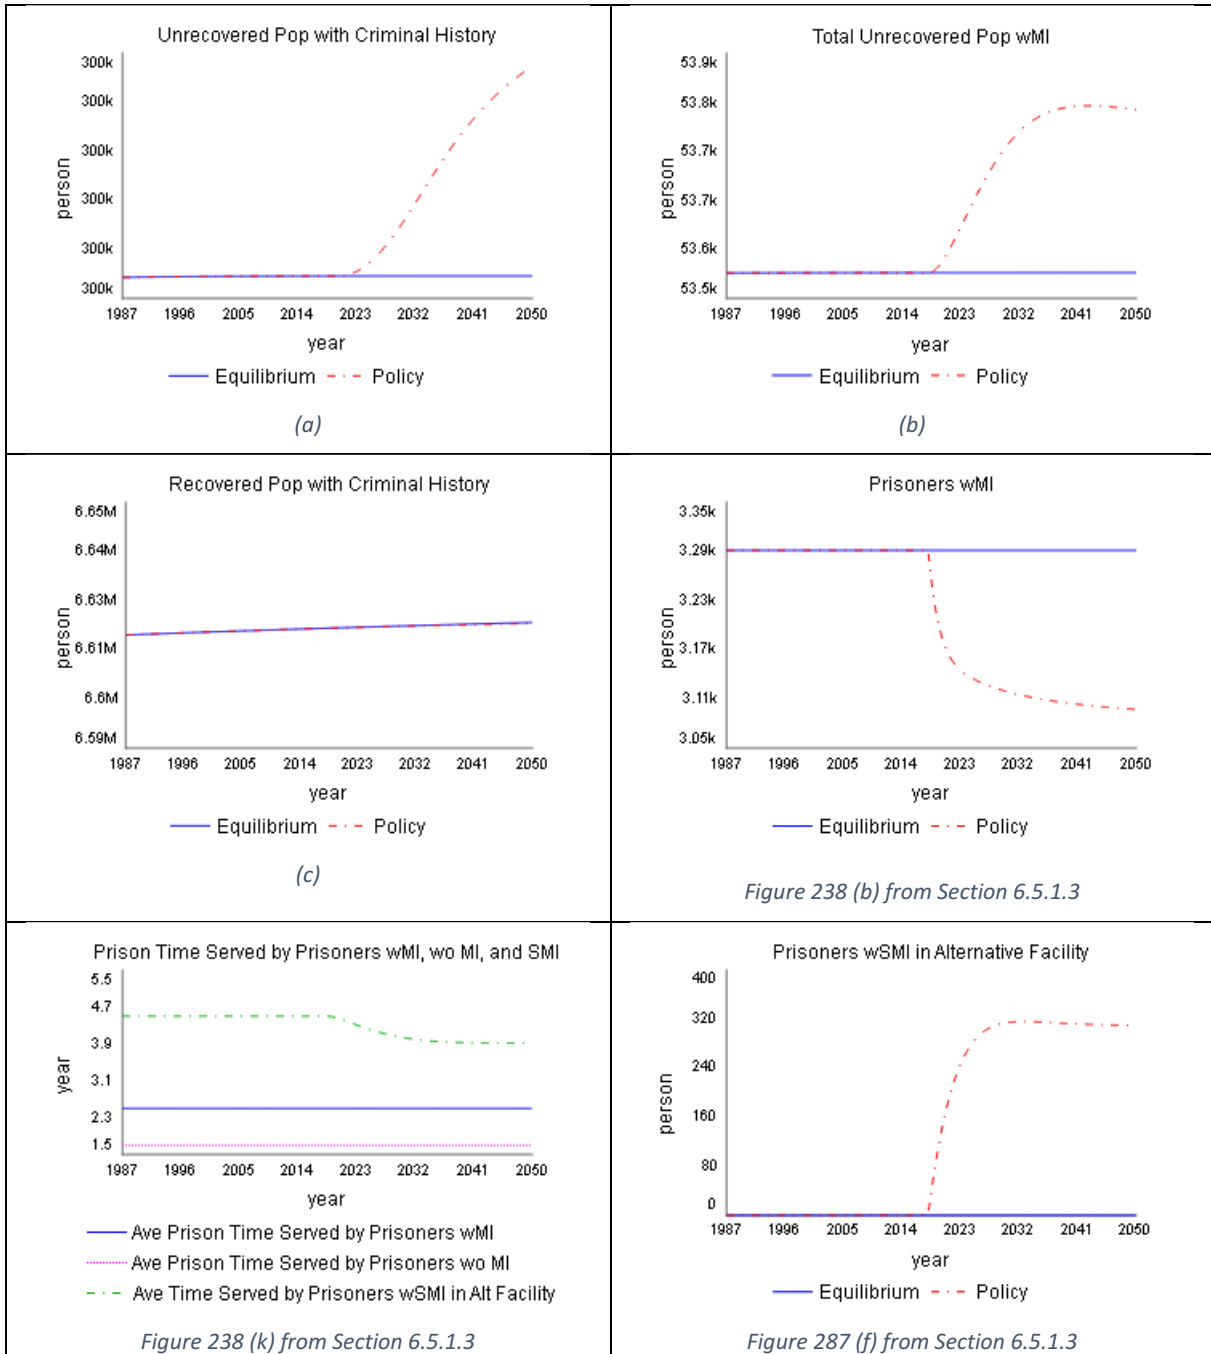 Unrecovered Pop with Criminal History
300k
300k
300k
300k
300k
300k
person
1987 1996 2005 2014 2023 2032 2041 2050
year
Equilibrium Policy
(a)
Total Unrecovered Pop wMI
53.9k
53.8k
53.7k
53.7k
53.6k
53.5k
person
1987 1996 2005 2014 2023 2032 2041 2050
year
Equilibrium Policy
(b)
Recovered Pop with Criminal History
6.65M
6.64M
6.63M
6.61M
6.6M
6.59M
person
1987 1996 2005 2014 2023 2032 2041 2050
year
Equilibrium Policy
(c)
Prisoners wMI
3.35k
3.29k
3.23k
3.17k
3.11k
3.05k
person
1987 1996 2005 2014 2023 2032 2041 2050
year
Equilibrium Policy
Figure 238 (b) from Section 6.5.1.3
Prison Time Served by Prisoners wMI, wo MI, and SMI
5.5
4.7
3.9
3.1
2.3
1.5
year
1987 1996 2005 2014 2023 2032 2041 2050
year
Ave Prison Time Served by Prisoners wMI
Ave Prison Time Served by Prisoners wo MI
Ave Time Served by Prisoners wSMI in Alt Facility
Figure 238 (k) from Section 6.5.1.3
Prisoners wSMI in Alternative Facility
400
320
240
160
80
0
person
1987 1996 2005 2014 2023 2032 2041 2050
year
Equilibrium Policy
Figure 287 (f) from Section 6.5.1.3